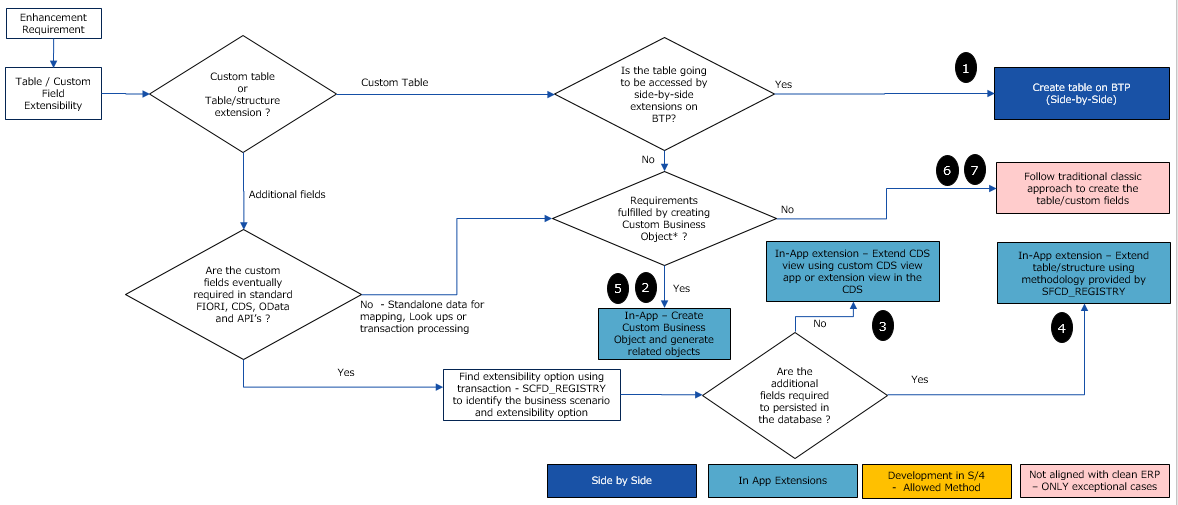 Enhancement
Requirement
Table / Custom
Field
Extensibility
Custom table
or
Table/structure
extension ?
Custom Table
Is the table going
to be accessed by
side-by-side
extensions on
BTP?
Yes
1
Create table on BTP
(Side-by-Side)
No
Additional fields
Requirements
fulfilled by creating
Custom Business
Object* ?
No
6
7
Follow traditional classic
approach to create the
table/custom fields
Are the custom
fields eventually
required in standard
FIORI, CDS, OData
and API's ?
No - Standalone data for
mapping, Look ups or
transaction processing
5
2
Yes
In-App – Create
Custom Business
Object and generate
related objects
In-App extension – Extend CDS
view using custom CDS view
app or extension view in the
CDS
In-App extension – Extend
table/structure using
methodology provided by
SFCD_REGISTRY
No
3
4
Yes
Find extensibility option using
transaction - SCFD_REGISTRY
to identify the business scenario
and extensibility option
Are the
additional
fields required
to persisted in
the database ?
Yes
Side by Side
In App Extensions
Development in S/4
- Allowed Method
Not aligned with clean ERP
– ONLY exceptional cases